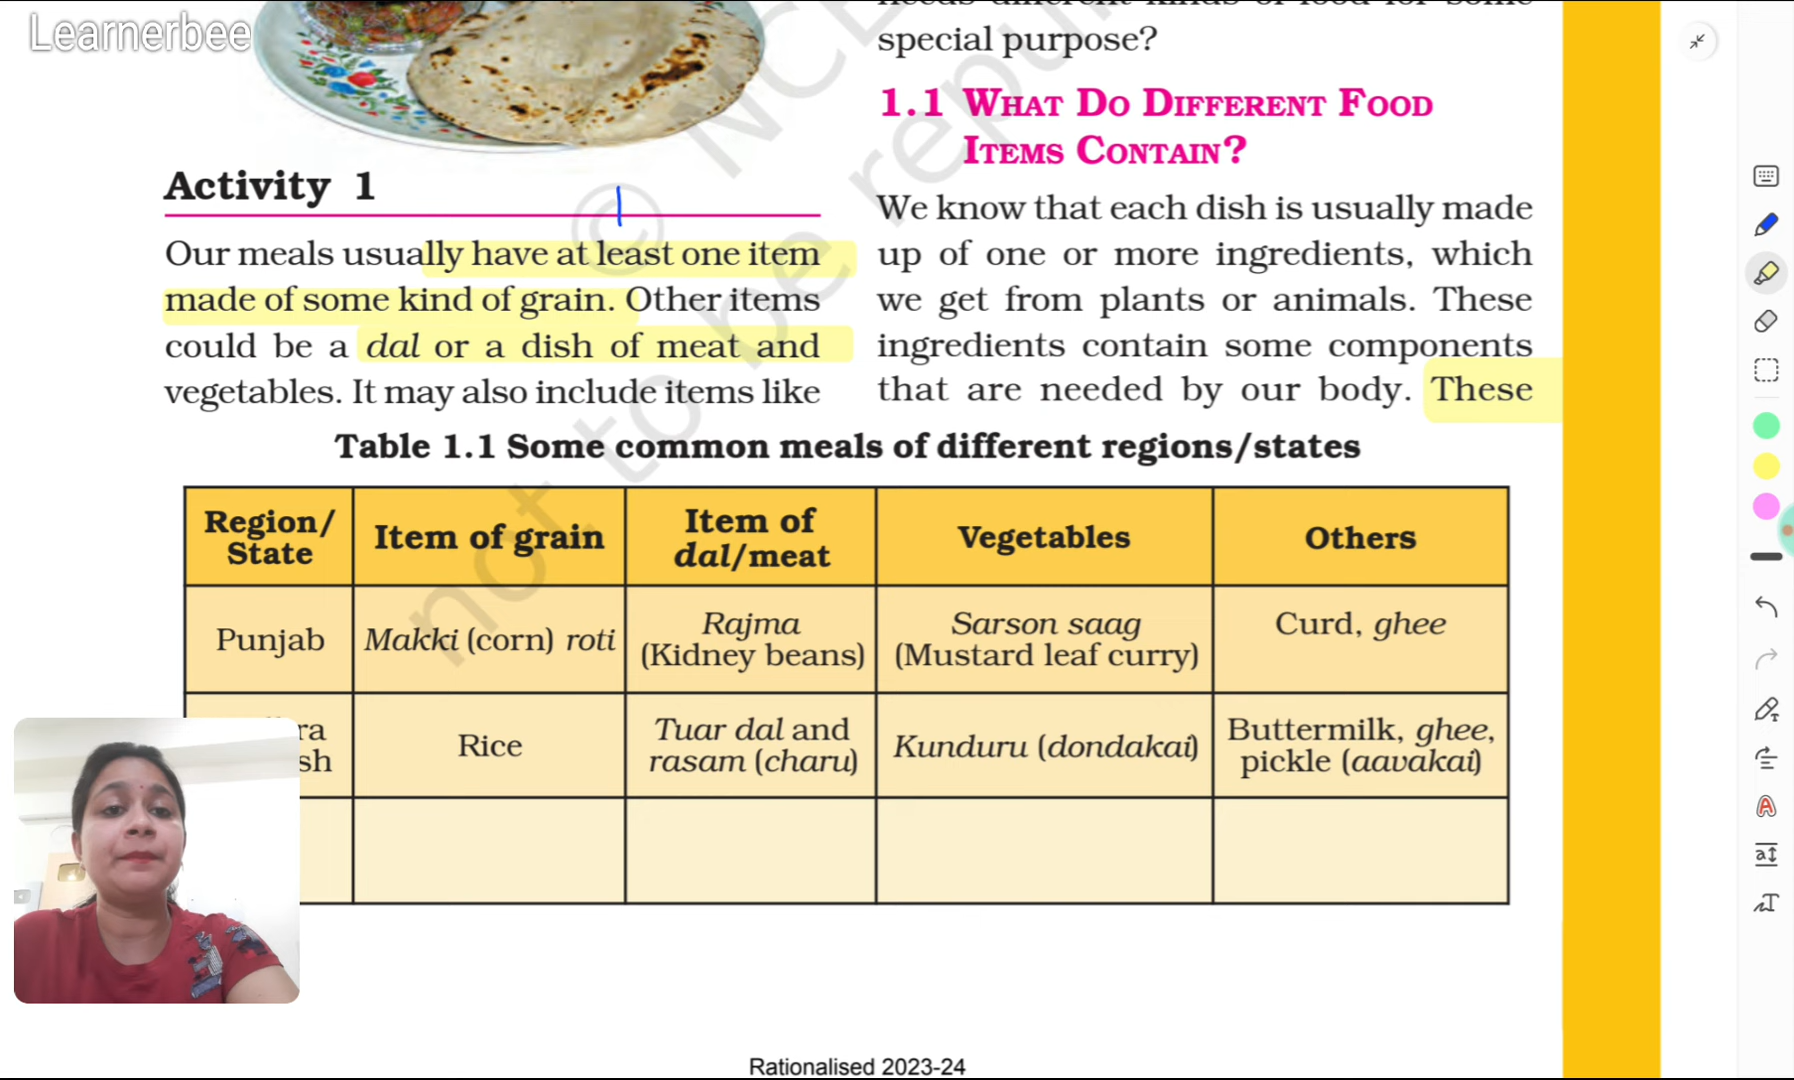 Learnerbee
special purpose?
1.1 What Do Different Food
Items Contain?
Activity 1
Our meals usually have at least one item
made of some kind of grain. Other items
could be a dal or a dish of meat and
vegetables. It may also include items like
We know that each dish is usually made
up of one or more ingredients, which
we get from plants or animals. These
ingredients contain some components
that are needed by our body. These
Table 1.1 Some common meals of different regions/states
Region/
State
Item of grain
Item of
dal/meat
Vegetables
Others
Punjab
Makki (corn) roti
Rajma
(Kidney beans)
Sarson saag
(Mustard leaf curry)
Curd, ghee
Rice
Tuar dal and
rasam (charu)
Kunduru (dondakai)
Buttermilk, ghee,
pickle (aavakai)
Rationalised 2023-24